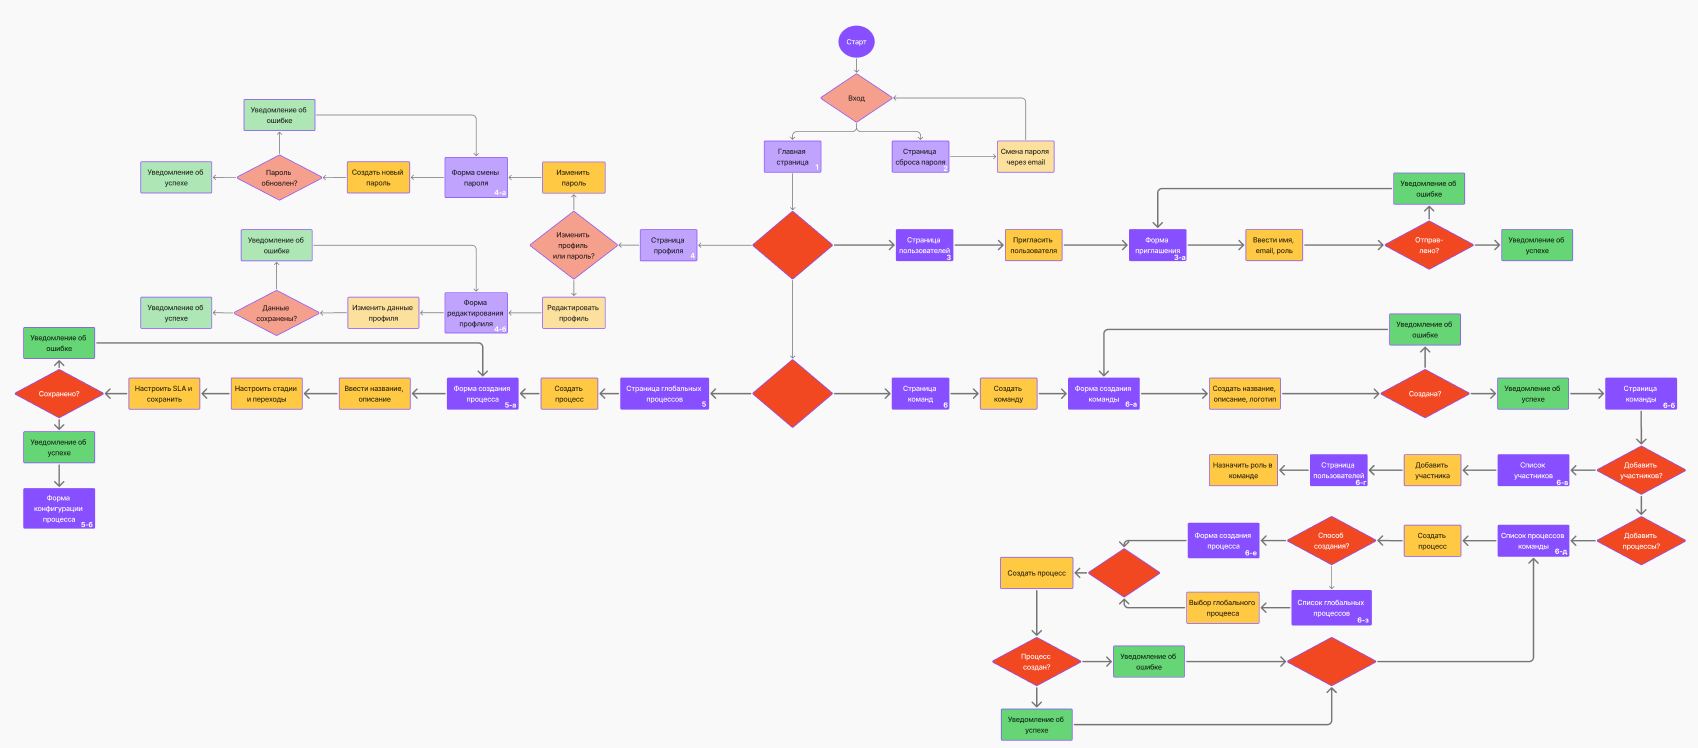 Старт
Вход
Главная
страница
1
Страница
сброса пароля
2
Смена пароля
через email
Уведомление об
ошибке
Уведомление об
успехе
Пароль
обновлен?
Создать новый
пароль
Форма смены
пароля
4-а
Изменить
пароль
Изменить
профиль
или пароль?
Страница
профиля
4
Уведомление об
ошибке
Уведомление об
успехе
Данные
сохранены?
Изменить данные
профиля
Форма
редактирования
профлиля
4-б
Редактировать
профиль
Страница
пользователей
3
Пригласить
пользователя
Форма
приглашения
3-а
Ввести имя,
email, роль
Отправ-
лено?
Уведомление об
ошибке
Уведомление об
успехе
Уведомление об
ошибке
Сохранено?
Настроить SLA и
сохранить
Настроить стадии
и переходы
Ввести название,
описание
Форма создания
процесса
5-а
Создать
процесс
Страница глобальных
процессов
5
Уведомление об
успехе
Форма
конфигурации
процесса
5-б
Страница
команд
6
Создать
команду
Форма создания
команды
6-а
Создать название,
описание, логотип
Создана?
Уведомление об
ошибке
Уведомление об
успехе
Страница
команды
6-б
Назначить роль в
команде
Страница
пользователей
6-г
Добавить
участника
Список
участников
6-в
Добавить
участников?
Форма создания
процесса
6-е
Способ
создания?
Создать
процесс
Список процессов
команды
6-д
Добавить
процессы?
Создать процесс
Выбор глобального
процееса
Список глобальных
процессов
6-з
Процесс
создан?
Уведомление об
ошибке
Уведомление об
успехе